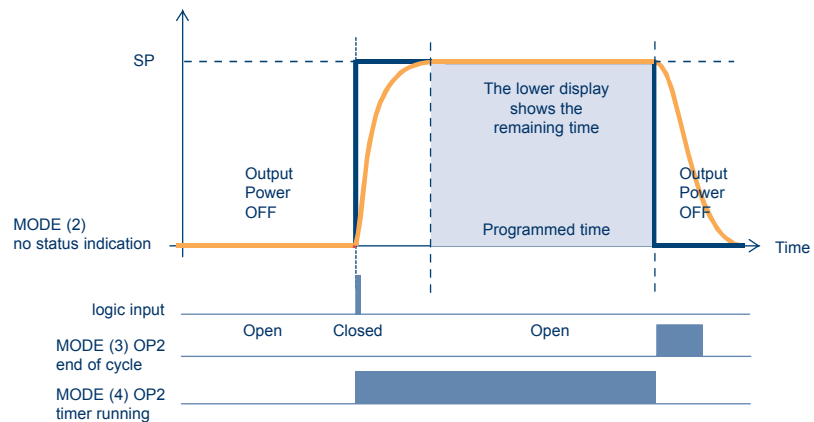 SP
The lower display
shows the
remaining time
Output
Power
OFF
Output
Power
OFF
MODE (2)
no status indication
Programmed time
Time
logic input
Open
Closed
Open
MODE (3) OP2
end of cycle
MODE (4) OP2
timer running